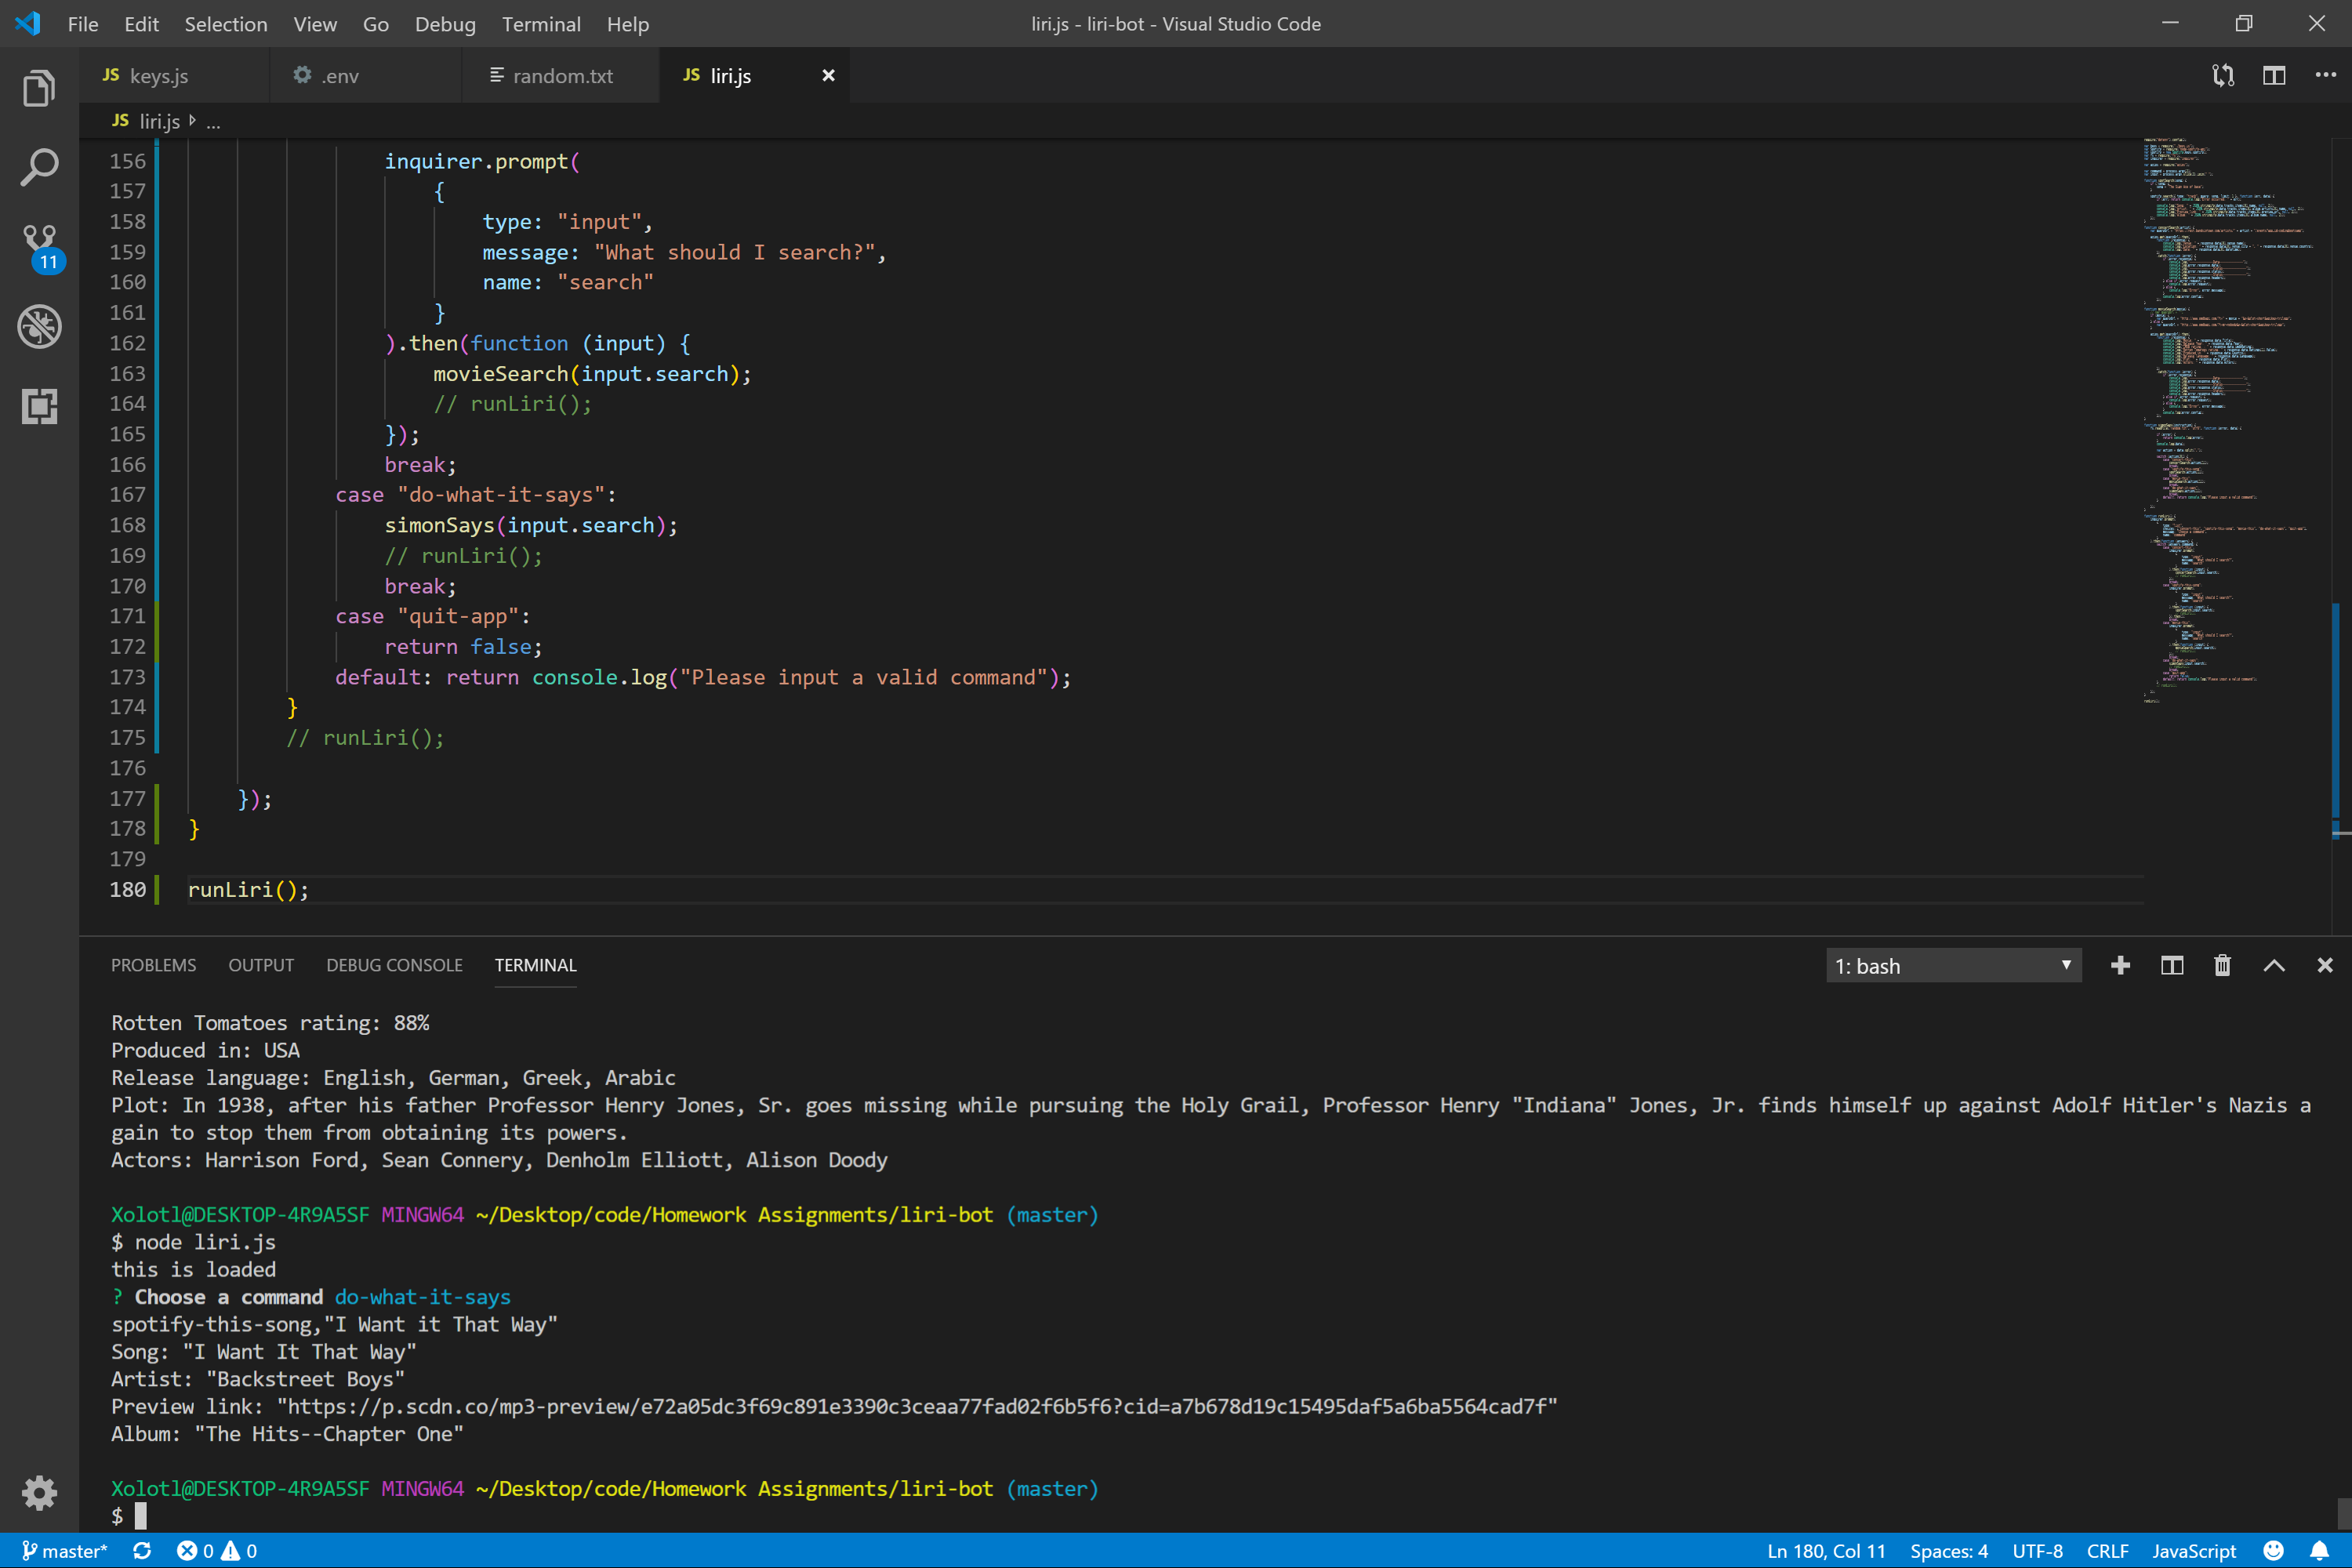 File Edit Selection View Go Debug Terminal Help
liri.js - liri-bot - Visual Studio Code
JS keys.js
.env
random.txt
JS liri.js
JS liri.js ...
11
156 inquirer.prompt(
157 {
158 type: "input",
159 message: "What should I search?",
160 name: "search"
161 }
162 ).then(function (input) {
163 movieSearch(input.search);
164 // runLiri();
165 });
166 break;
167 case "do-what-it-says":
168 simonSays(input.search);
169 // runLiri();
170 break;
171 case "quit-app":
172 return false;
173 default: return console.log("Please input a valid command");
174 }
175 // runLiri();
176
177 });
178 }
179
180 runLiri();
PROBLEMS OUTPUT DEBUG CONSOLE TERMINAL
1: bash
Rotten Tomatoes rating: 88%
Produced in: USA
Release language: English, German, Greek, Arabic
Plot: In 1938, after his father Professor Henry Jones, Sr. goes missing while pursuing the Holy Grail, Professor Henry "Indiana" Jones, Jr. finds himself up against Adolf Hitler's Nazis a
gain to stop them from obtaining its powers.
Actors: Harrison Ford, Sean Connery, Denholm Elliott, Alison Doody
Xolotl@DESKTOP-4R9A5SF MINGW64 ~/Desktop/code/Homework Assignments/liri-bot (master)
$ node liri.js
this is loaded
? Choose a command do-what-it-says
spotify-this-song,"I Want it That Way"
Song: "I Want It That Way"
Artist: "Backstreet Boys"
Preview link: "https://p.scdn.co/mp3-preview/e72a05dc3f69c891e3390c3ceaa77fad02f6b5f6?cid=a7b678d19c15495daf5a6ba5564cad7f"
Album: "The Hits--Chapter One"
Xolotl@DESKTOP-4R9A5SF MINGW64 ~/Desktop/code/Homework Assignments/liri-bot (master)
$
master* 0 0
Ln 180, Col 11 Spaces: 4 UTF-8 CRLF JavaScript